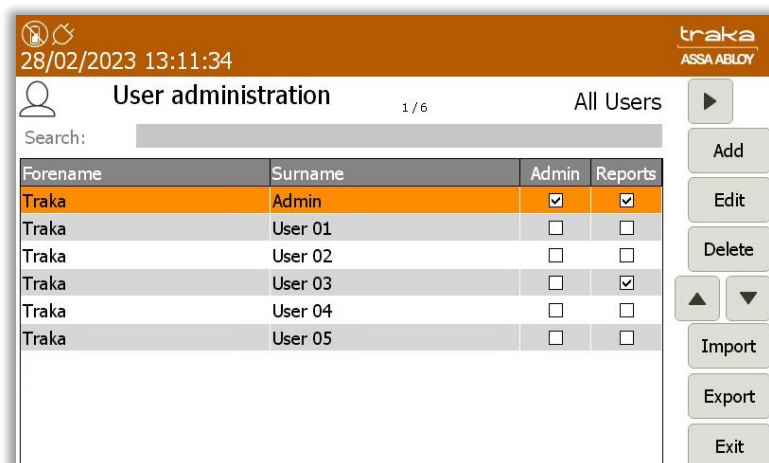 28/02/2023 13:11:34
traka
ASSA ABLOY
User administration 1/6 All Users
Search:
Add
Forename Surname Admin Reports
Traka Admin
Edit
Traka User 01
Traka User 02
Delete
Traka User 03
Traka User 04
Traka User 05
Import
Export
Exit